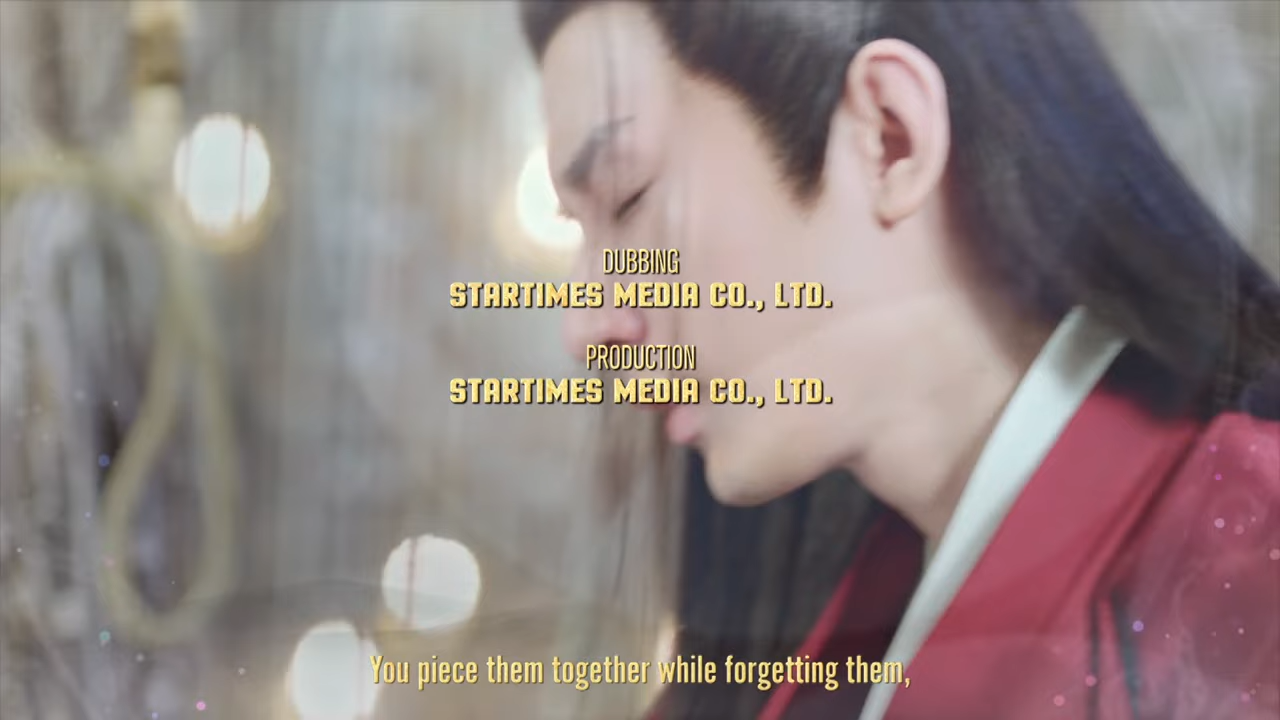 DUBBING
STARTIMES MEDIA CO., LTD.
PRODUCTION
STARTIMES MEDIA CO., LTD.
You piece them together while forgetting them,